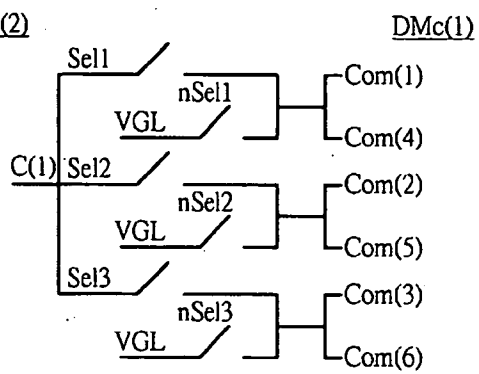 (2)
DMc(1)
Sel1
nSel1
Com(1)
VGL
Com(4)
C(1)
Sel2
nSel2
Com(2)
VGL
Com(5)
Sel3
nSel3
Com(3)
VGL
Com(6)